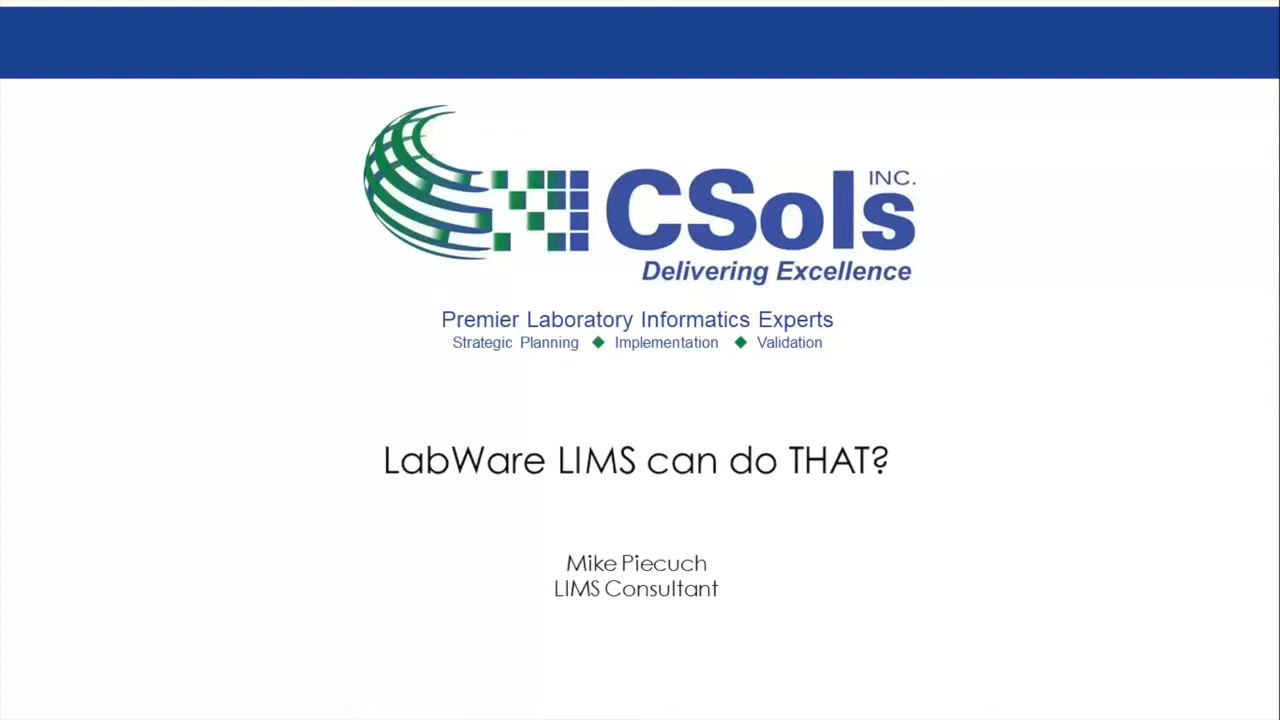 CSols INC.
Delivering Excellence
Premier Laboratory Informatics Experts
Strategic Planning ◆ Implementation ◆ Validation
LabWare LIMS can do THAT?
Mike Piecuch
LIMS Consultant